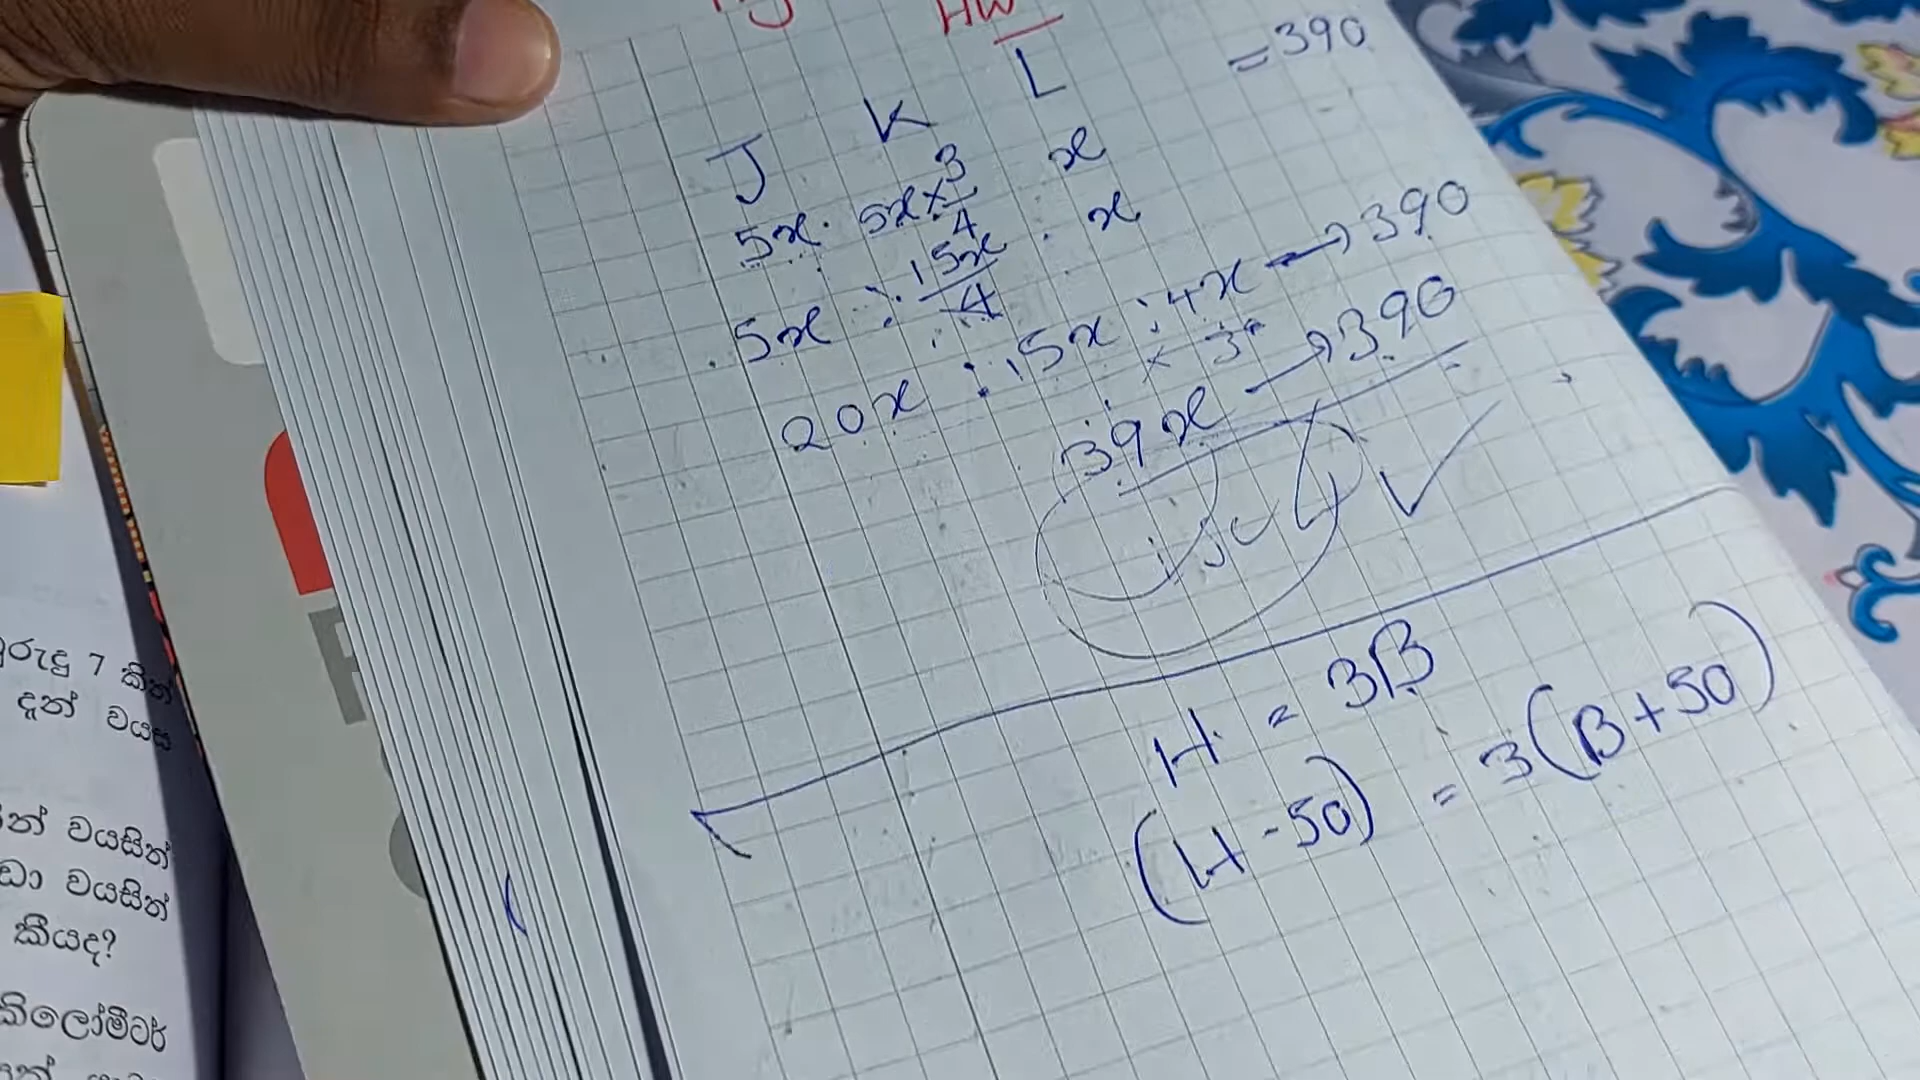 HW
= 390
J K L
5x . 5x × 3/4 x
5x : 15x/4 . x
20x : 15x : 4x → 390
39x → 390
H = 3B
(H - 50) = 3(B + 50)
7 කින්
දැන් වයස
වයසින්
වයසින්
කීයද?
කිලෝමීටර්